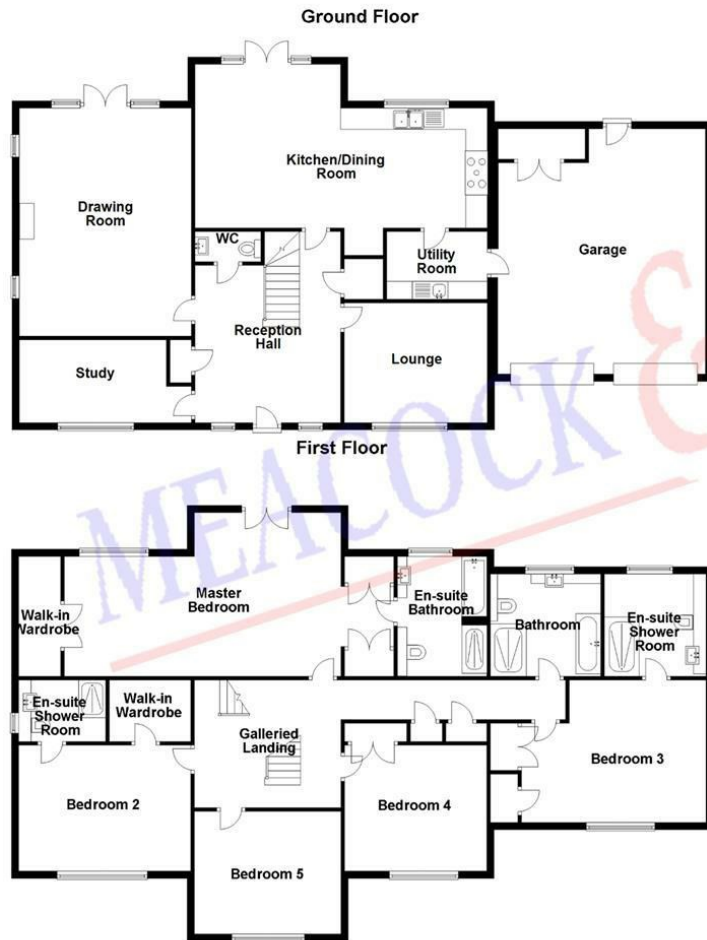 Ground Floor
Kitchen/Dining
Room
Drawing
Room
WC
Utility
Room
Garage
Reception
Hall
Study
Lounge
First Floor
MEACOCK &
Master
Bedroom
Walk-in
Wardrobe
En-suite
Bathroom
Bathroom
En-suite
Shower
Room
En-suite
Shower
Room
Walk-in
Wardrobe
Galleried
Landing
Bedroom 3
Bedroom 2
Bedroom 4
Bedroom 5